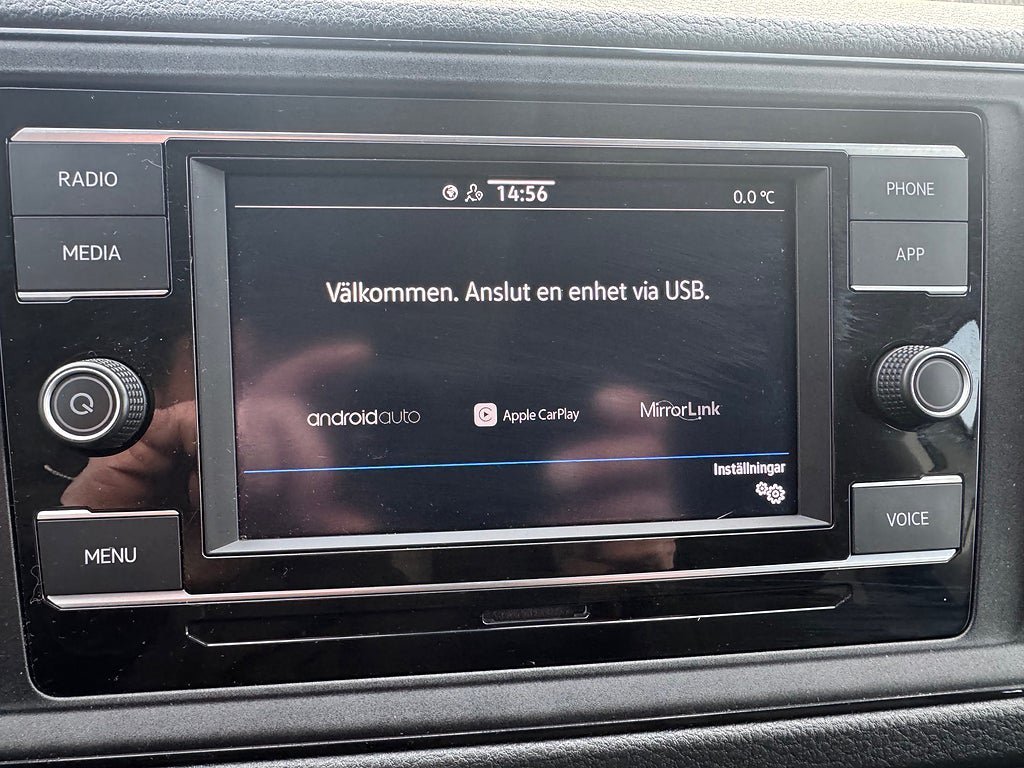 RADIO
MEDIA
MENU
14:56
0.0 °C
Välkommen. Anslut en enhet via USB.
androidauto
Apple CarPlay
MirrorLink
Inställningar
PHONE
APP
VOICE